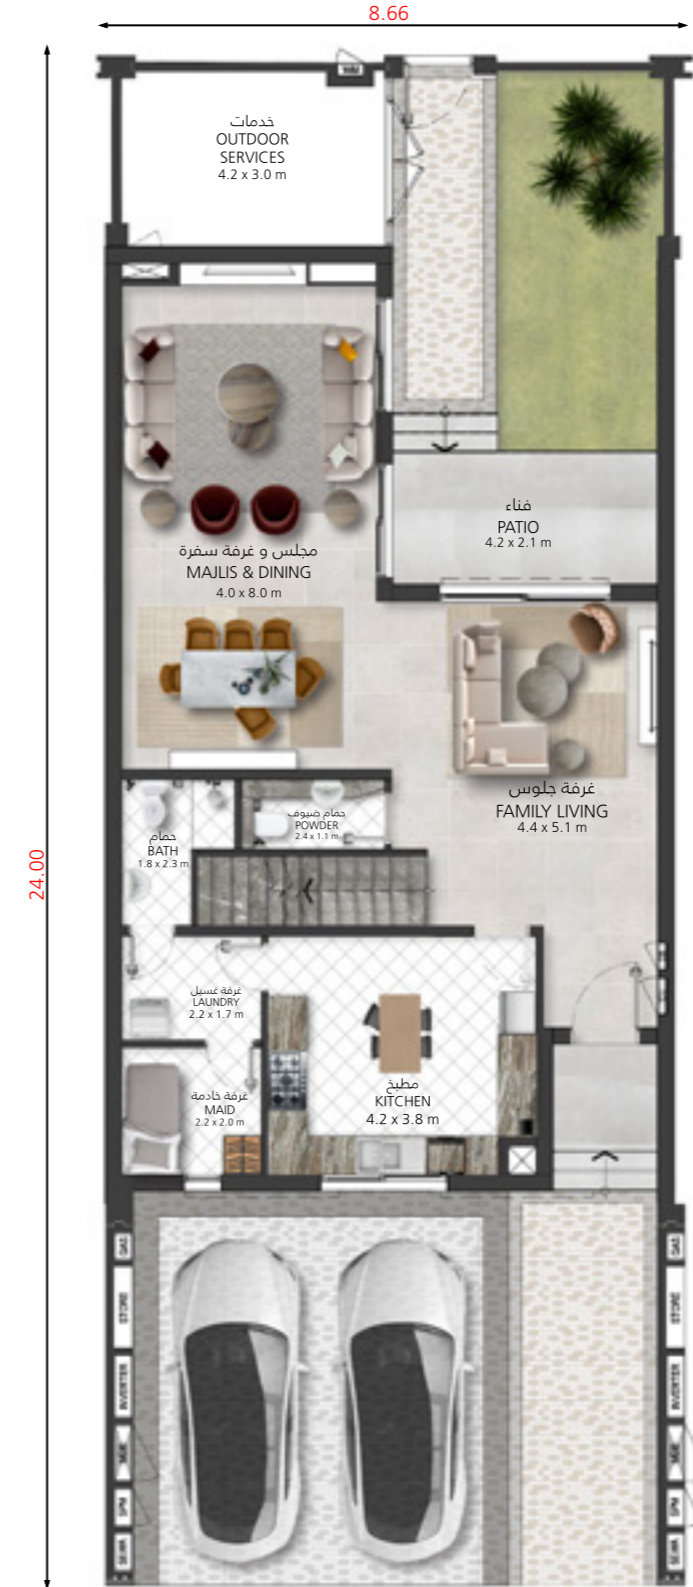 8.66
24.00
خدمات
OUTDOOR
SERVICES
4.2 x 3.0 m
فناء
PATIO
4.2 x 2.1 m
مجلس و غرفة سفرة
MAJLIS & DINING
4.0 x 8.0 m
غرفة جلوس
FAMILY LIVING
4.4 x 5.1 m
حمام ضيوف
POWDER
2.4 x 1.1 m
حمام
BATH
1.8 x 2.3 m
غرفة غسيل
LAUNDRY
2.2 x 1.7 m
غرفة خادمة
MAID
2.2 x 2.0 m
مطبخ
KITCHEN
4.2 x 3.8 m
GAS
STORE
INVERTER
GAS
STORE
INVERTER